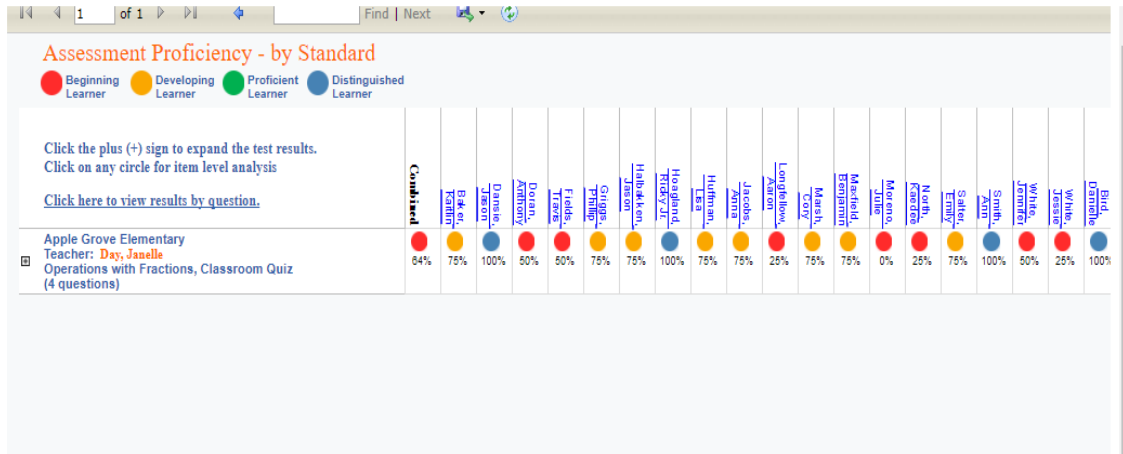 1 of 1 Find | Next
Assessment Proficiency - by Standard
Beginning Learner Developing Learner Proficient Learner Distinguished Learner
Click the plus (+) sign to expand the test results.
Click on any circle for item level analysis
Click here to view results by question.
Combined
Baker, Kaitlin
Dansie, Jason
Doran, Anthony
Fields, Travis
Griggs, Phillip
Halbakken, Jason
Hoagland, Ricky Jr.
Huffman, Lisa
Jacobs, Anna
Longfellow, Aaron
Marsh, Cory
Maxfield, Benjamin
Moreno, Julie
North, Kaedee
Salter, Emily
Smith, Ann
White, Jennifer
White, Jessie
Bird, Danielle
Apple Grove Elementary
Teacher: Day, Janelle
Operations with Fractions, Classroom Quiz
(4 questions)
64% 75% 100% 50% 50% 75% 75% 100% 75% 75% 25% 75% 75% 0% 25% 75% 100% 50% 25% 100%